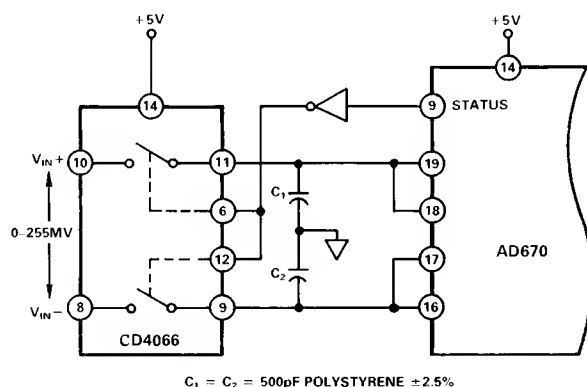 +5V
+5V
14
14
9 STATUS
V_IN+ 10
11
19
C₁
6
18
0–255MV
12
17
AD670
C₂
V_IN− 8
9
16
CD4066
C₁ = C₂ = 500pF POLYSTYRENE ±2.5%